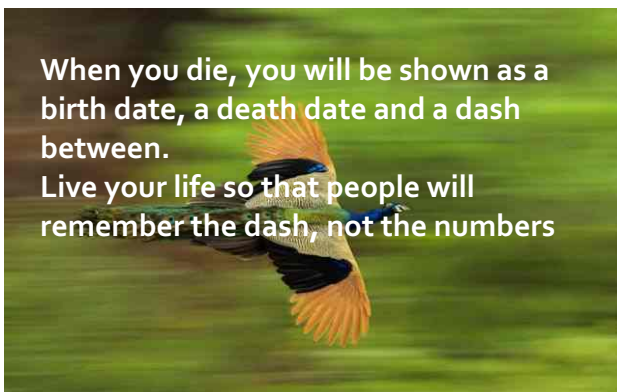 When you die, you will be shown as a
birth date, a death date and a dash
between.
Live your life so that people will
remember the dash, not the numbers